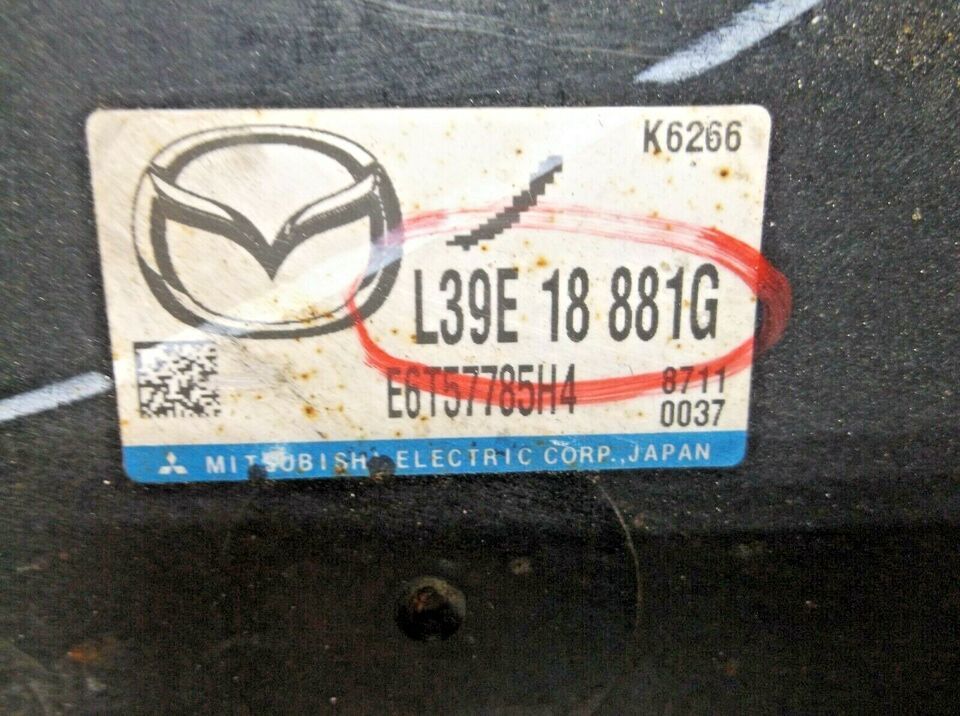 K6266
L39E 18 881G
E6T57785H4 8711
0037
MITSUBISHI ELECTRIC CORP., JAPAN